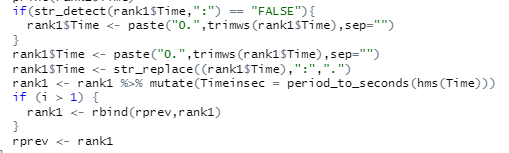 if(str_detect(rank1$Time,":") == "FALSE"){
rank1$Time <- paste("0.",trimws(rank1$Time),sep="")
}
rank1$Time <- paste("0.",trimws(rank1$Time),sep="")
rank1$Time <- str_replace((rank1$Time),":",".")
rank1 <- rank1 %>% mutate(Timeinsec = period_to_seconds(hms(Time)))
if (i > 1) {
rank1 <- rbind(rprev,rank1)
}
rprev <- rank1